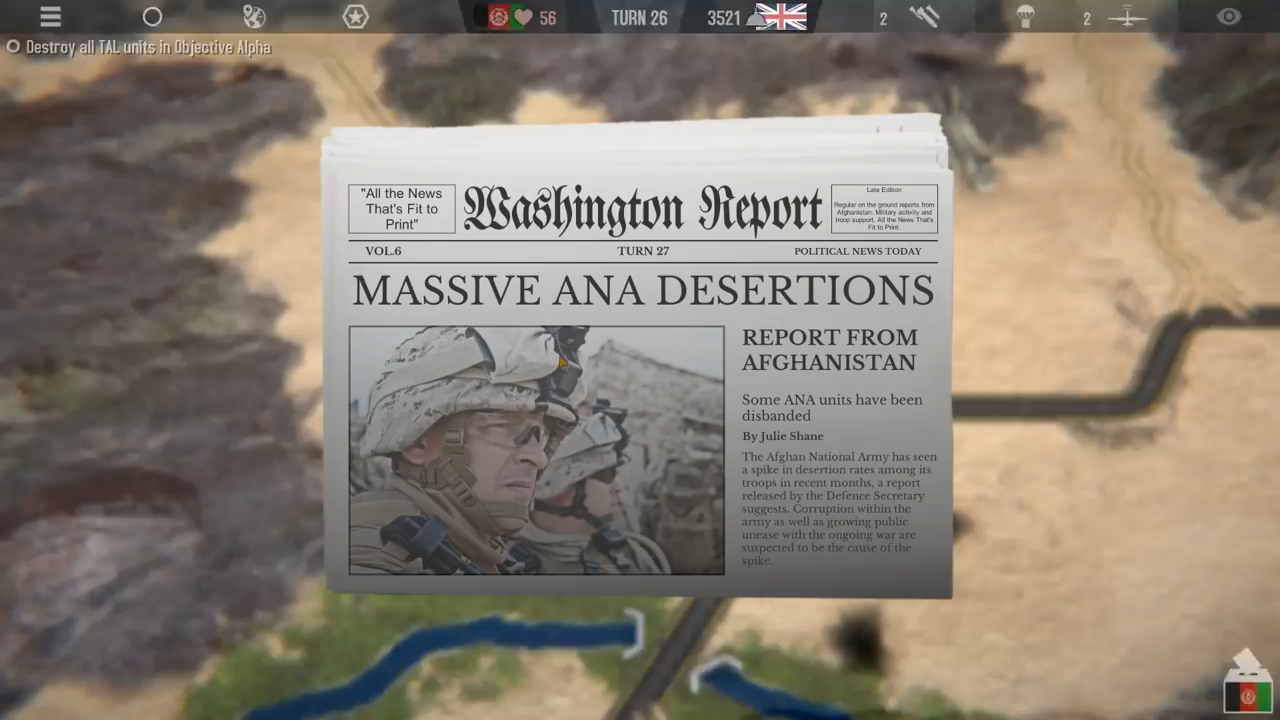 56
TURN 26
3521
2
2
Destroy all TAL units in Objective Alpha
"All the News
That's Fit to
Print"
Washington Report
Late Edition
Regular on the ground reports from
Afghanistan. Military activity and
troop support. All the News That's
Fit to Print.
VOL.6
TURN 27
POLITICAL NEWS TODAY
MASSIVE ANA DESERTIONS
REPORT FROM
AFGHANISTAN
Some ANA units have been
disbanded
By Julie Shane
The Afghan National Army has seen
a spike in desertion rates among its
troops in recent months, a report
released by the Defence Secretary
suggests. Corruption within the
army as well as growing public
unease with the ongoing war are
suspected to be the cause of the
spike.